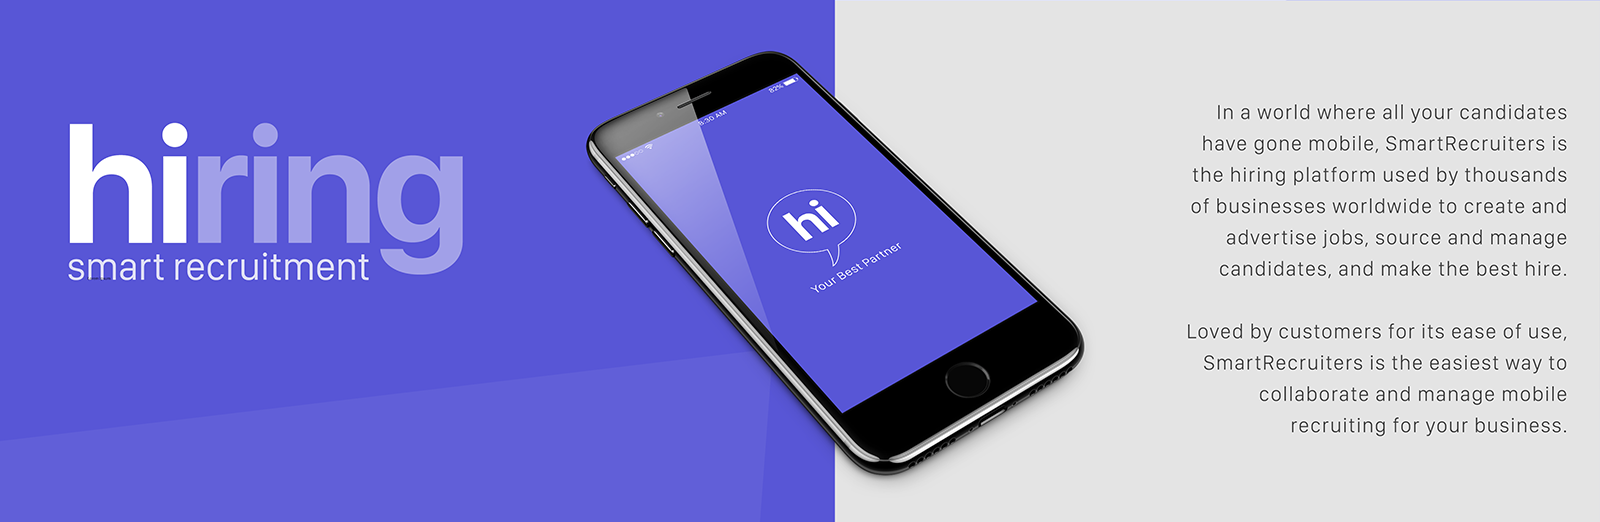 hiring
smart recruitment
82%
8:30 AM
hi
Your Best Partner
In a world where all your candidates
have gone mobile, SmartRecruiters is
the hiring platform used by thousands
of businesses worldwide to create and
advertise jobs, source and manage
candidates, and make the best hire.
Loved by customers for its ease of use,
SmartRecruiters is the easiest way to
collaborate and manage mobile
recruiting for your business.